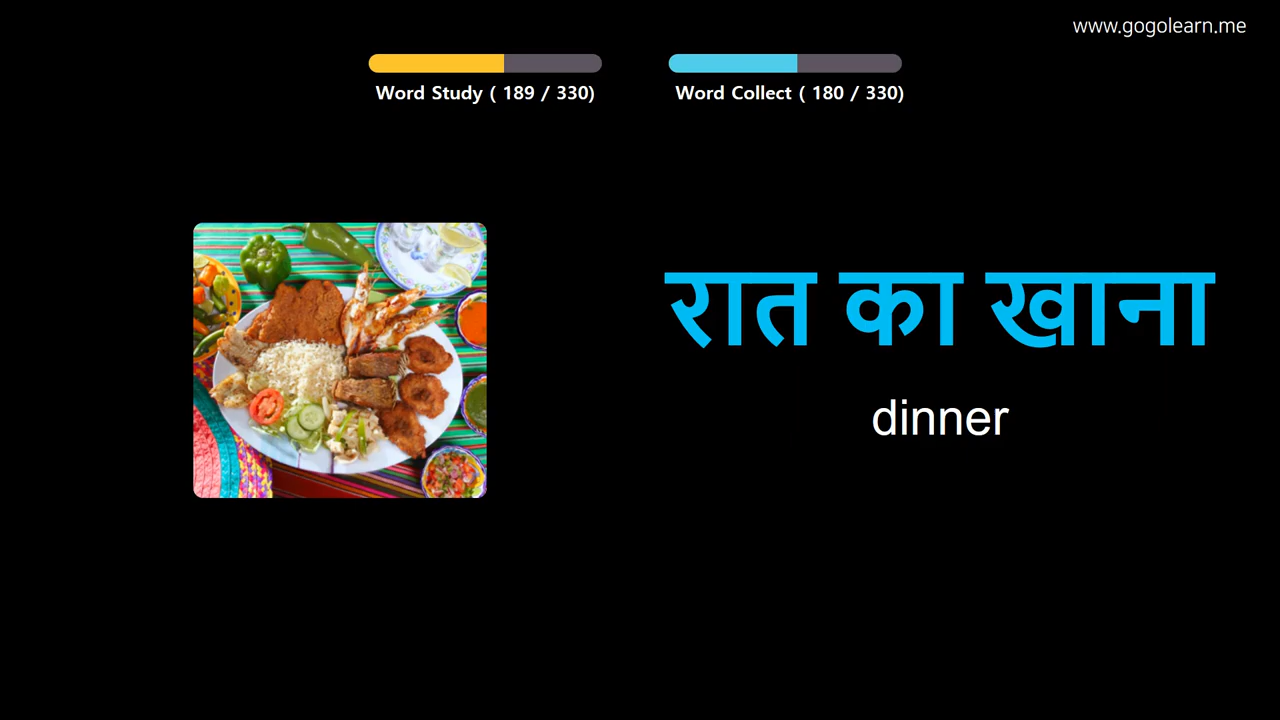 www.gogolearn.me
Word Study ( 189 / 330)
Word Collect ( 180 / 330)
रात का खाना
dinner